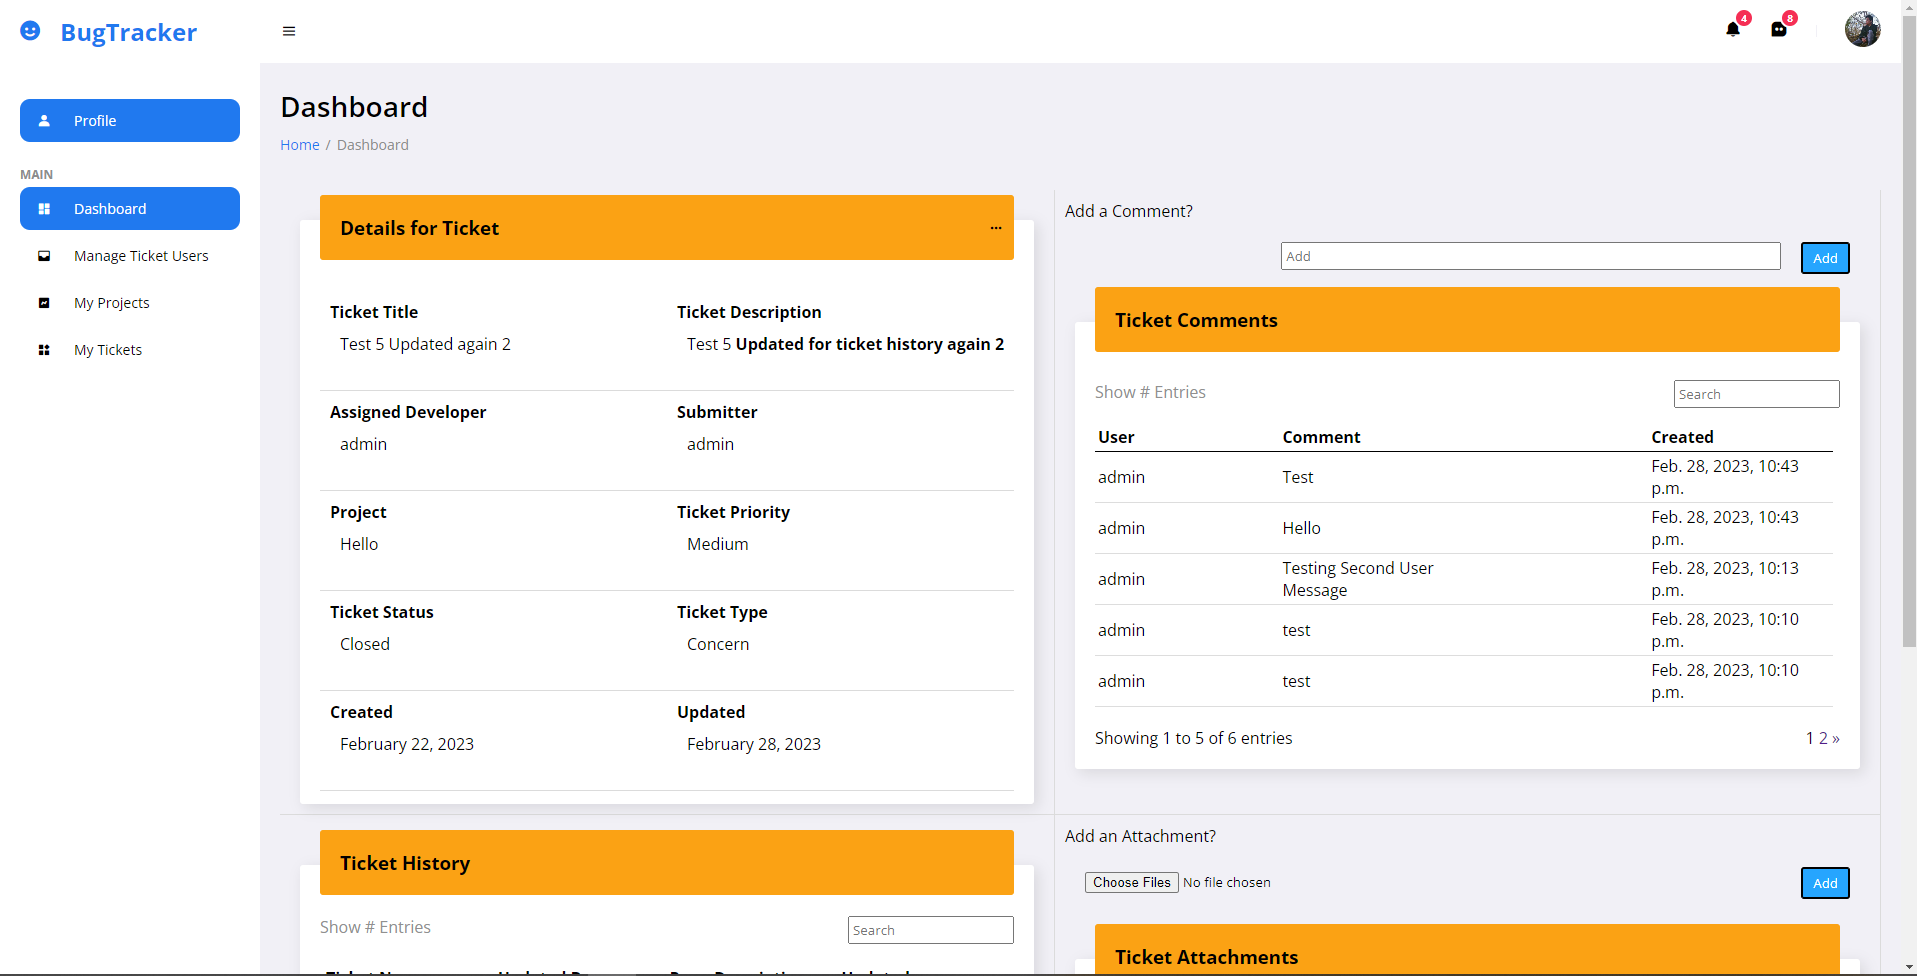 BugTracker
4
8
Profile
MAIN
Dashboard
Manage Ticket Users
My Projects
My Tickets
Dashboard
Home / Dashboard
Details for Ticket
...
Ticket Title
Ticket Description
Test 5 Updated again 2
Test 5 Updated for ticket history again 2
Assigned Developer
Submitter
admin
admin
Project
Ticket Priority
Hello
Medium
Ticket Status
Ticket Type
Closed
Concern
Created
Updated
February 22, 2023
February 28, 2023
Add a Comment?
Add
Add
Ticket Comments
Show # Entries
Search
User Comment Created
admin Test Feb. 28, 2023, 10:43
p.m.
admin Hello Feb. 28, 2023, 10:43
p.m.
admin Testing Second User Feb. 28, 2023, 10:13
Message p.m.
admin test Feb. 28, 2023, 10:10
p.m.
admin test Feb. 28, 2023, 10:10
p.m.
Showing 1 to 5 of 6 entries
1 2 »
Ticket History
Show # Entries
Search
Add an Attachment?
Choose Files No file chosen
Add
Ticket Attachments